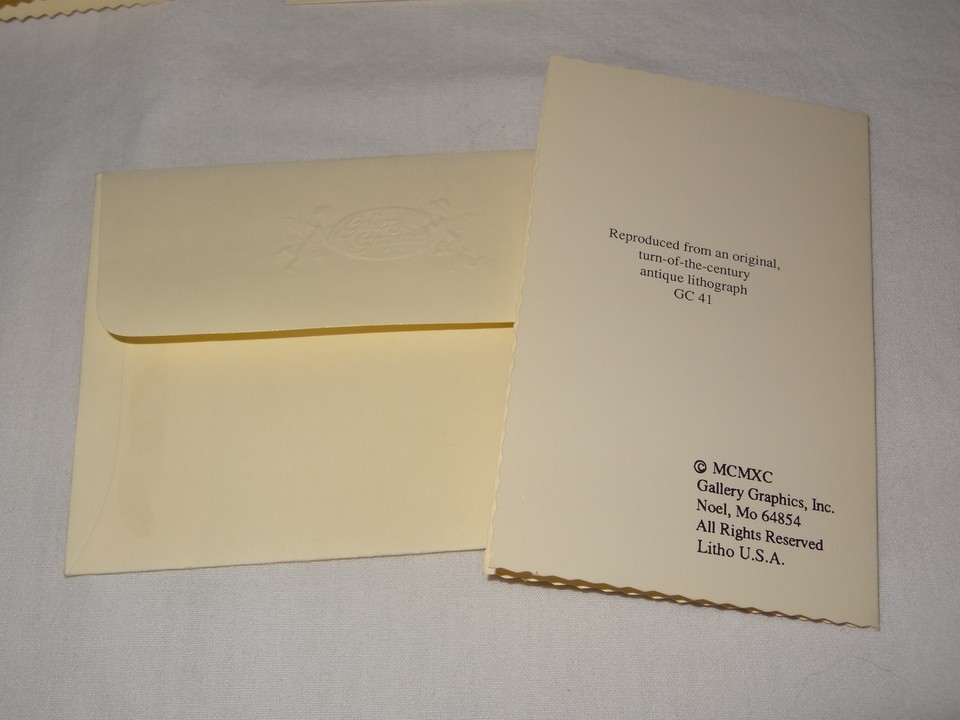 Reproduced from an original,
turn-of-the-century
antique lithograph
GC 41
© MCMXC
Gallery Graphics, Inc.
Noel, Mo 64854
All Rights Reserved
Litho U.S.A.